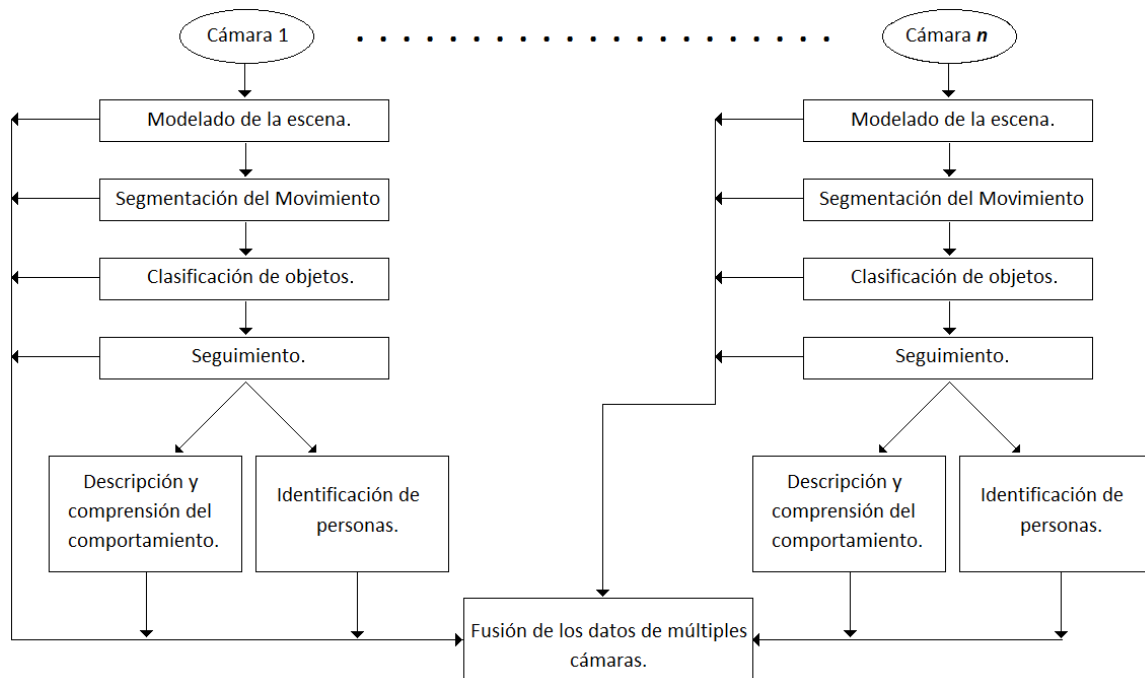 Cámara 1
Cámara n
Modelado de la escena.
Segmentación del Movimiento
Clasificación de objetos.
Seguimiento.
Descripción y
comprensión del
comportamiento.
Identificación de
personas.
Modelado de la escena.
Segmentación del Movimiento
Clasificación de objetos.
Seguimiento.
Descripción y
comprensión del
comportamiento.
Identificación de
personas.
Fusión de los datos de múltiples
cámaras.